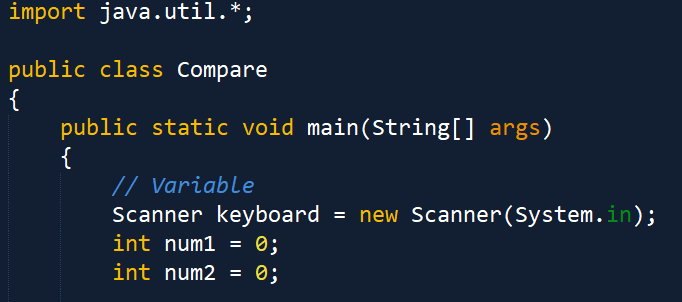 import java.util.*;
public class Compare
{
public static void main(String[] args)
{
// Variable
Scanner keyboard = new Scanner(System.in);
int num1 = 0;
int num2 = 0;